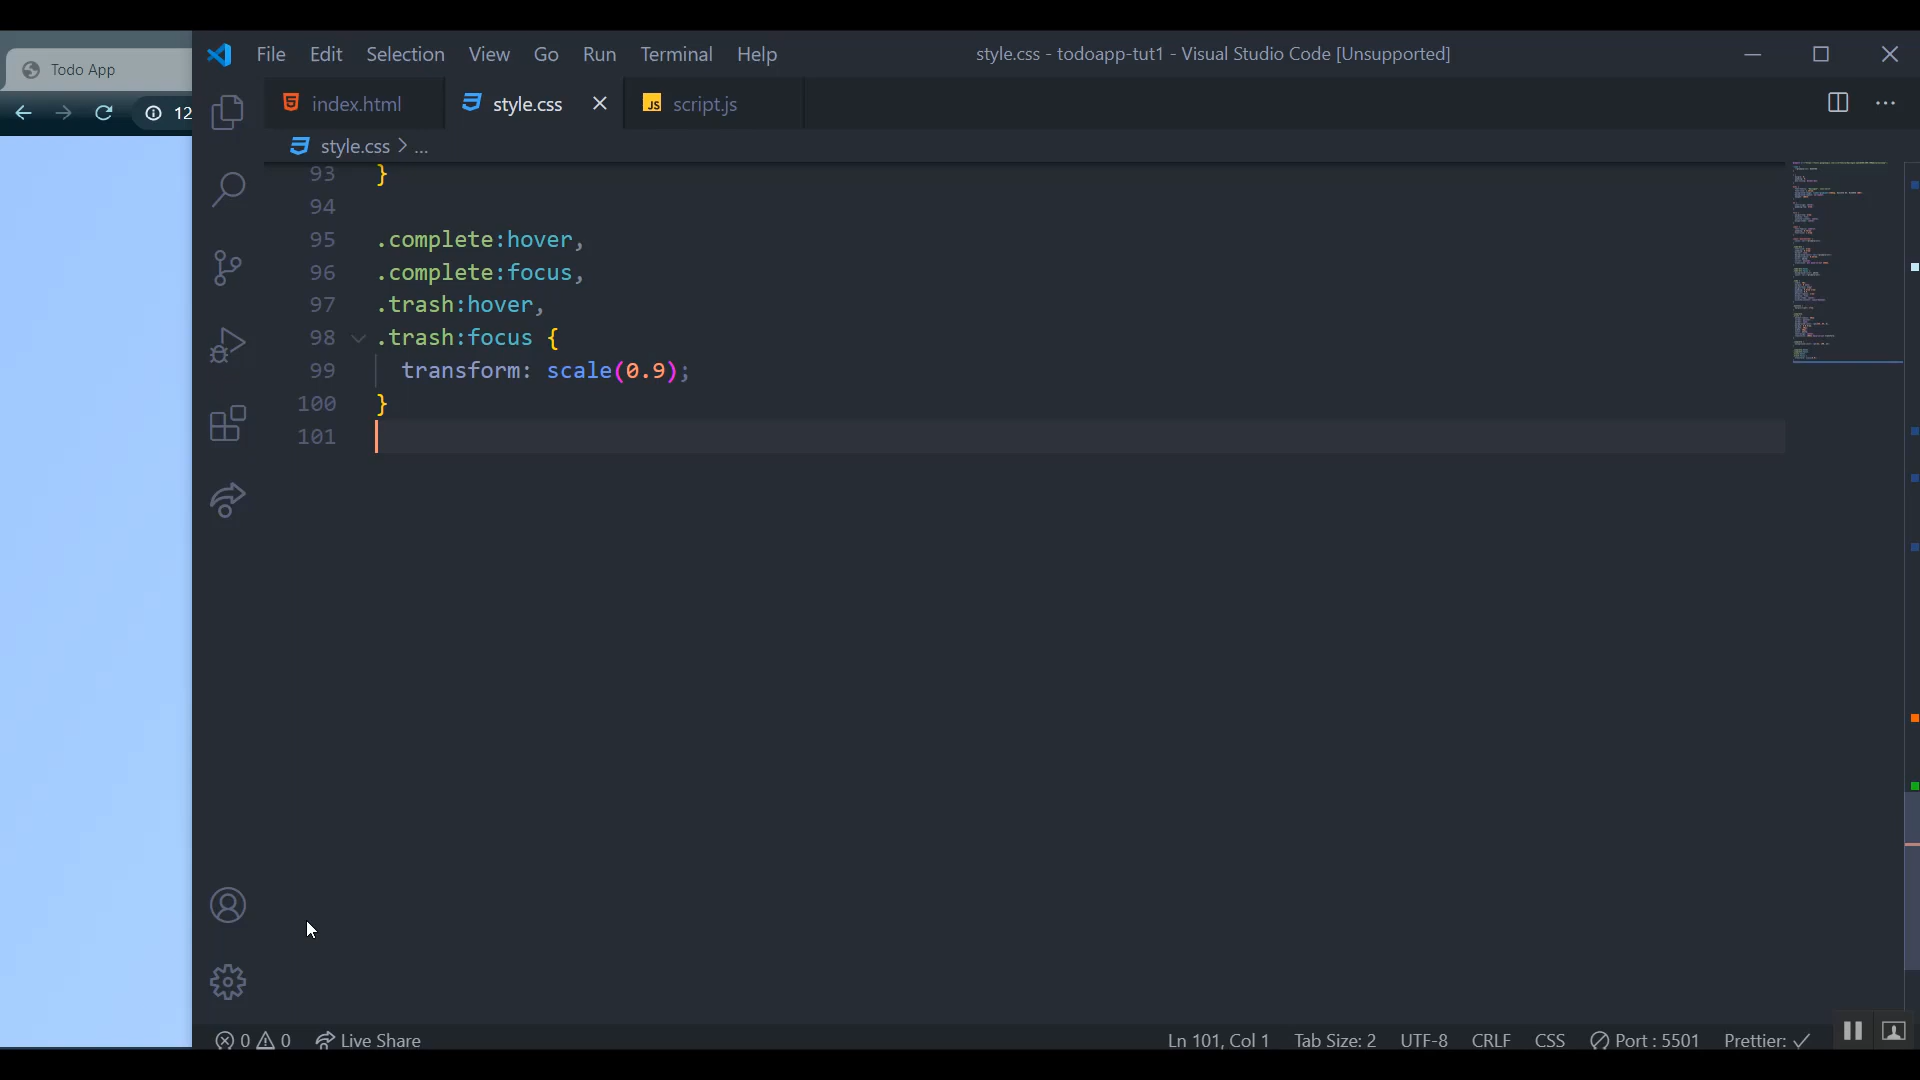 File Edit Selection View Go Run Terminal Help
style.css - todoapp-tut1 - Visual Studio Code [Unsupported]
Todo App
12
index.html
style.css
JS script.js
style.css > ...
93 }
94
95 .complete:hover,
96 .complete:focus,
97 .trash:hover,
98 .trash:focus {
99 transform: scale(0.9);
100 }
101
0 0 Live Share
Ln 101, Col 1 Tab Size: 2 UTF-8 CRLF CSS Port : 5501 Prettier: ✓